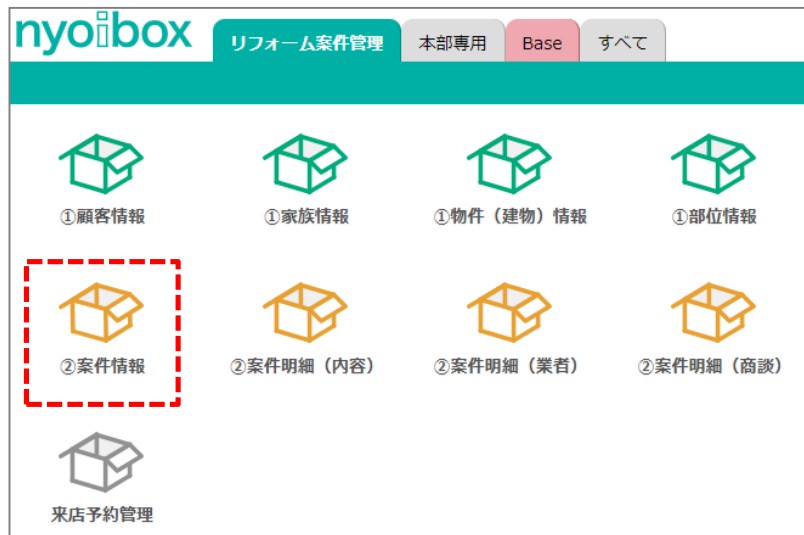 nyoibox
リフォーム案件管理 本部専用 Base すべて
①顧客情報 ①家族情報 ①物件（建物）情報 ①部位情報
②案件情報 ②案件明細（内容） ②案件明細（業者） ②案件明細（商談）
来店予約管理